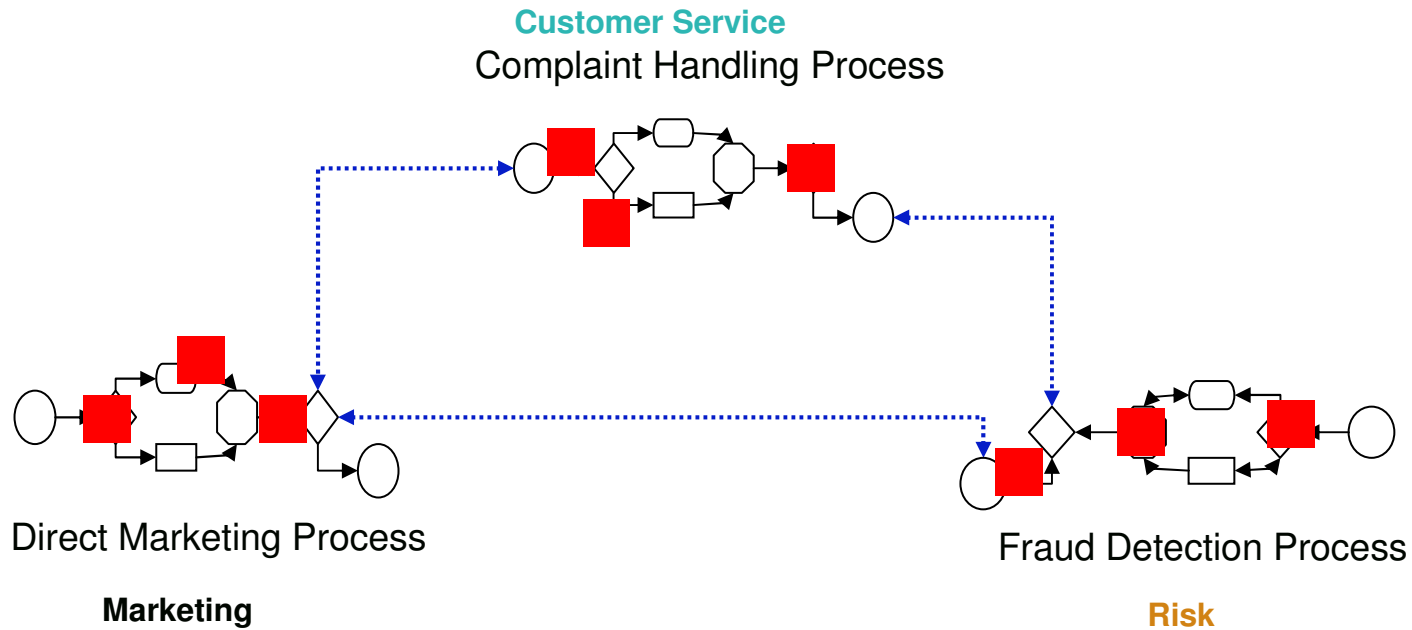 Customer Service
Complaint Handling Process
Direct Marketing Process
Fraud Detection Process
Marketing
Risk